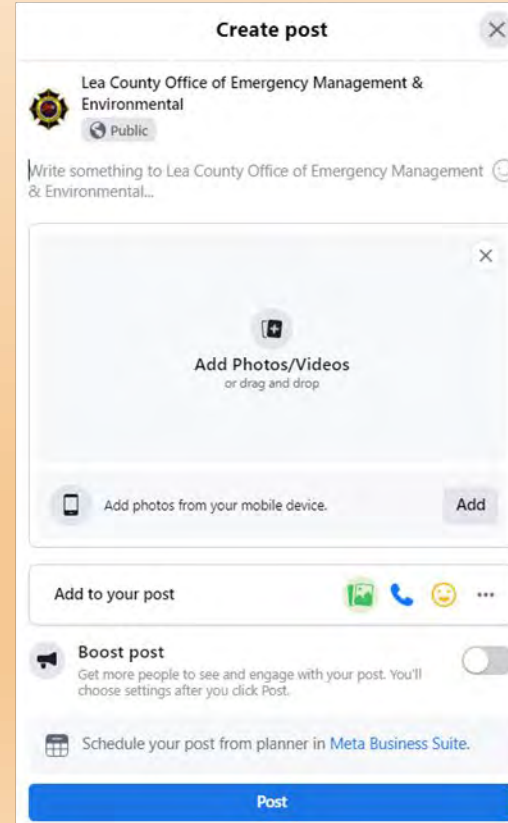 Create post
Lea County Office of Emergency Management &
Environmental
Public
Write something to Lea County Office of Emergency Management
& Environmental...
Add Photos/Videos
or drag and drop
Add photos from your mobile device.
Add
Add to your post
Boost post
Get more people to see and engage with your post. You'll
choose settings after you click Post.
Schedule your post from planner in Meta Business Suite.
Post